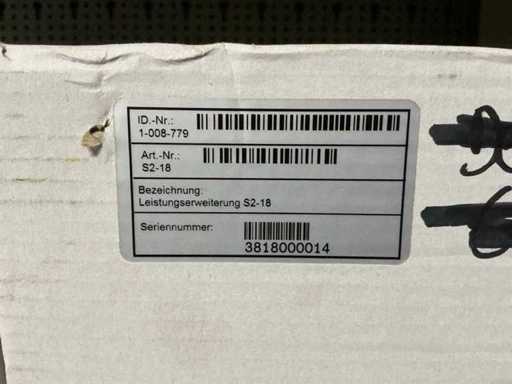 ID.-Nr.:
1-008-779
Art.-Nr.:
S2-18
Bezeichnung:
Leistungserweiterung S2-18
Seriennummer:
3818000014